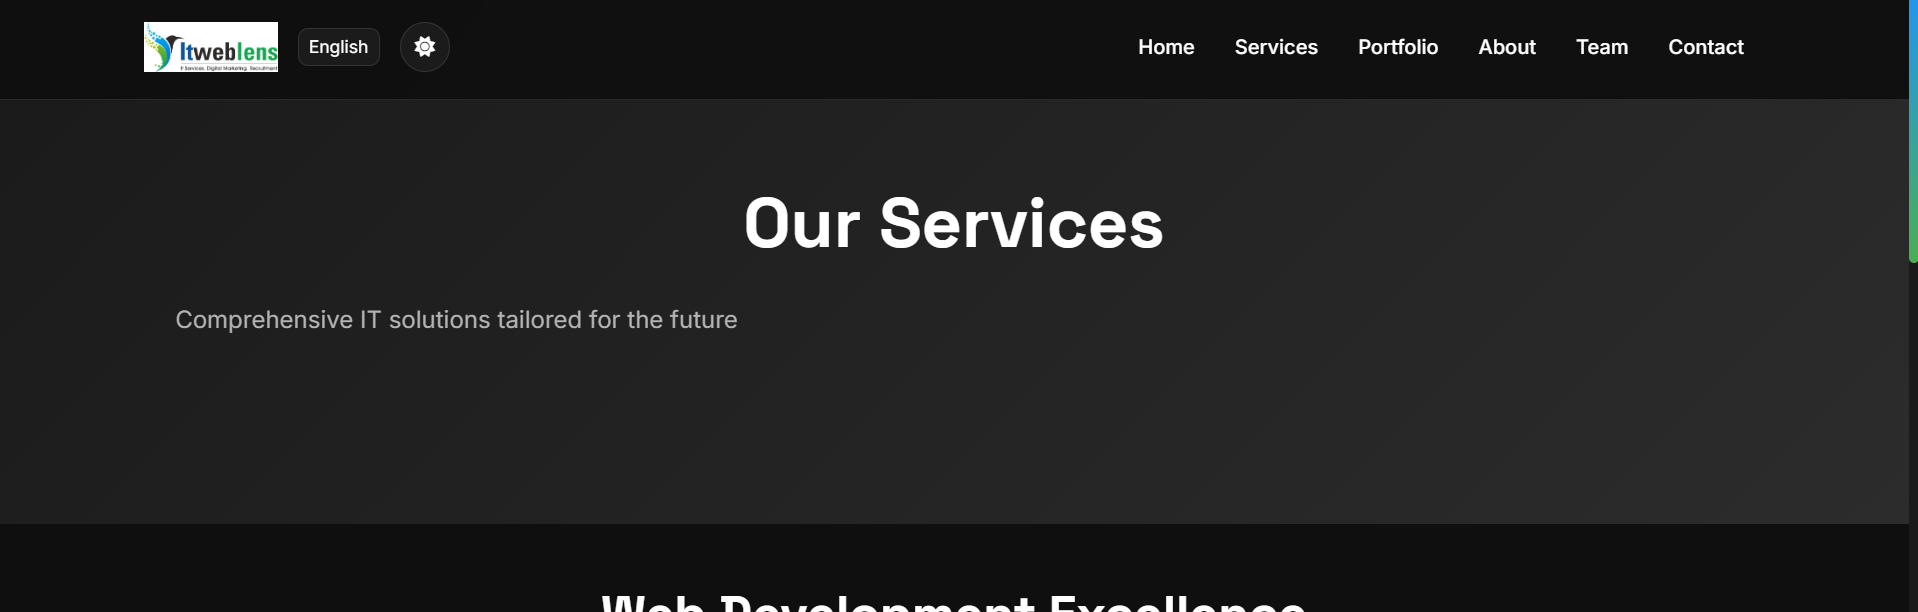 Itweblens
IT Services, Digital Marketing, Recruitment
English
Home Services Portfolio About Team Contact
Our Services
Comprehensive IT solutions tailored for the future
Web Development Excellence